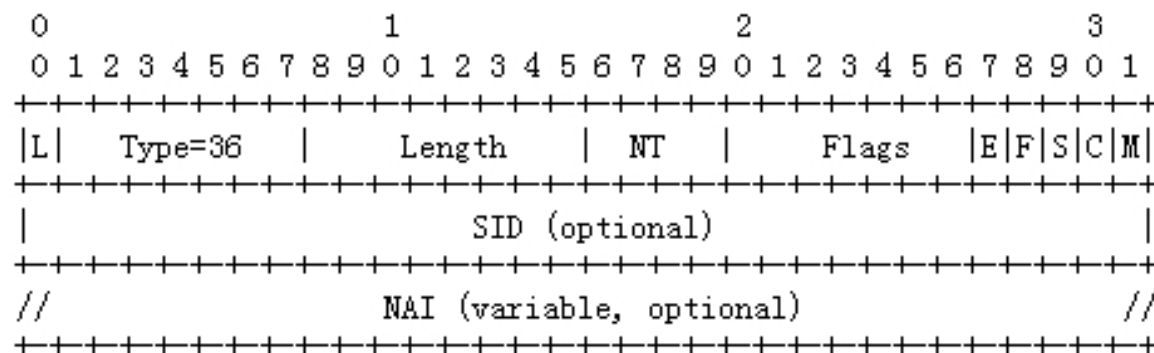 0 1 2 3
0 1 2 3 4 5 6 7 8 9 0 1 2 3 4 5 6 7 8 9 0 1 2 3 4 5 6 7 8 9 0 1
+-+-+-+-+-+-+-+-+-+-+-+-+-+-+-+-+-+-+-+-+-+-+-+-+-+-+-+-+-+-+-+-+
|L| Type=36 | Length | NT | Flags |E|F|S|C|M|
+-+-+-+-+-+-+-+-+-+-+-+-+-+-+-+-+-+-+-+-+-+-+-+-+-+-+-+-+-+-+-+-+
| SID (optional) |
+-+-+-+-+-+-+-+-+-+-+-+-+-+-+-+-+-+-+-+-+-+-+-+-+-+-+-+-+-+-+-+-+
// NAI (variable, optional) //
+-+-+-+-+-+-+-+-+-+-+-+-+-+-+-+-+-+-+-+-+-+-+-+-+-+-+-+-+-+-+-+-+